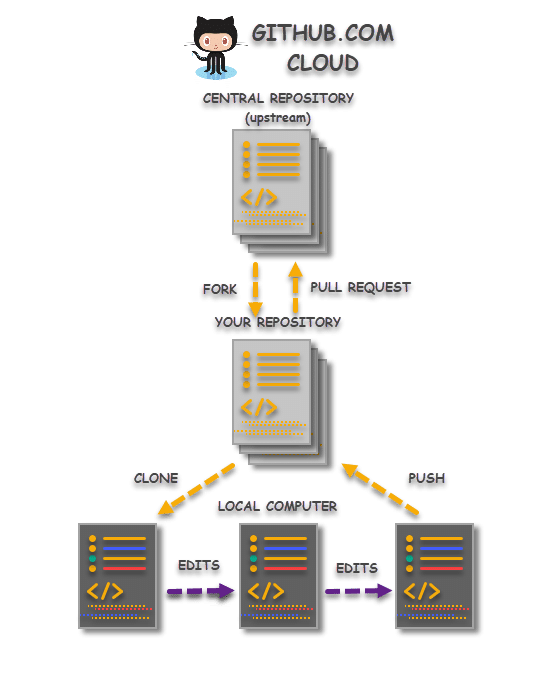 GITHUB.COM
CLOUD
CENTRAL REPOSITORY
(upstream)
</>
FORK
PULL REQUEST
YOUR REPOSITORY
</>
CLONE
PUSH
LOCAL COMPUTER
</>
EDITS
</>
EDITS
</>